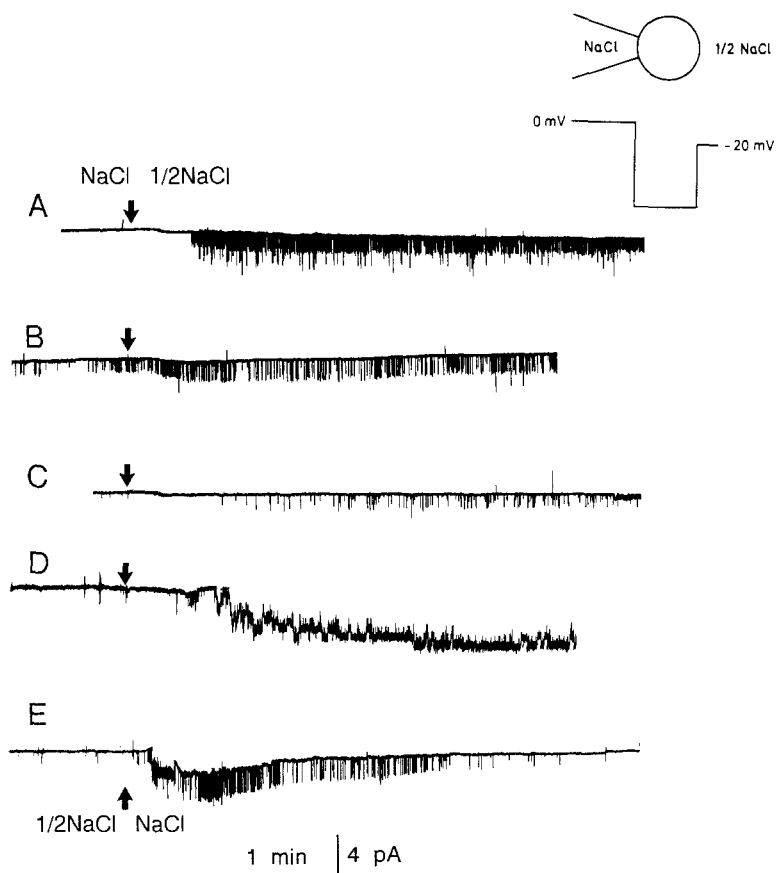 NaCl 1/2 NaCl
0 mV
- 20 mV
NaCl 1/2NaCl
A
B
C
D
E
1/2NaCl NaCl
1 min 4 pA